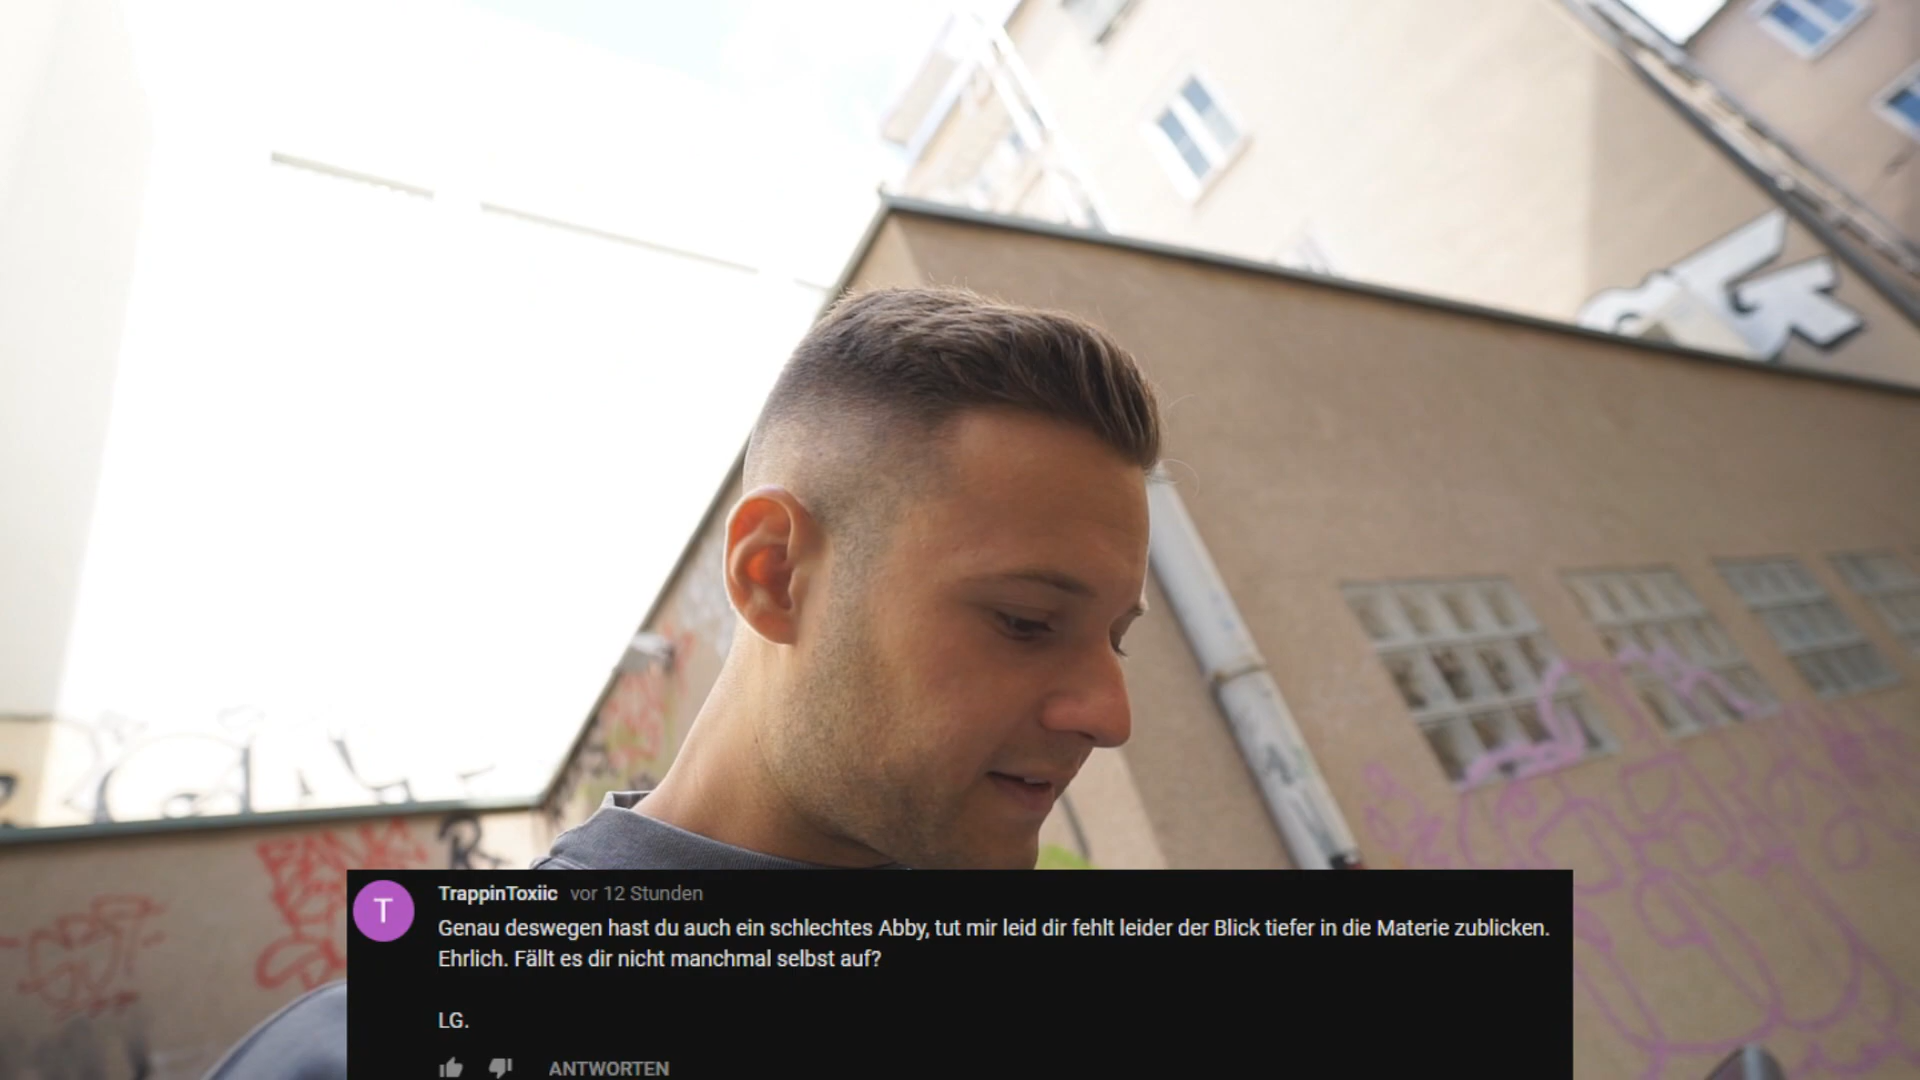 TrappinToxiic vor 12 Stunden
Genau deswegen hast du auch ein schlechtes Abby, tut mir leid dir fehlt leider der Blick tiefer in die Materie zublicken.
Ehrlich. Fällt es dir nicht manchmal selbst auf?
LG.
ANTWORTEN